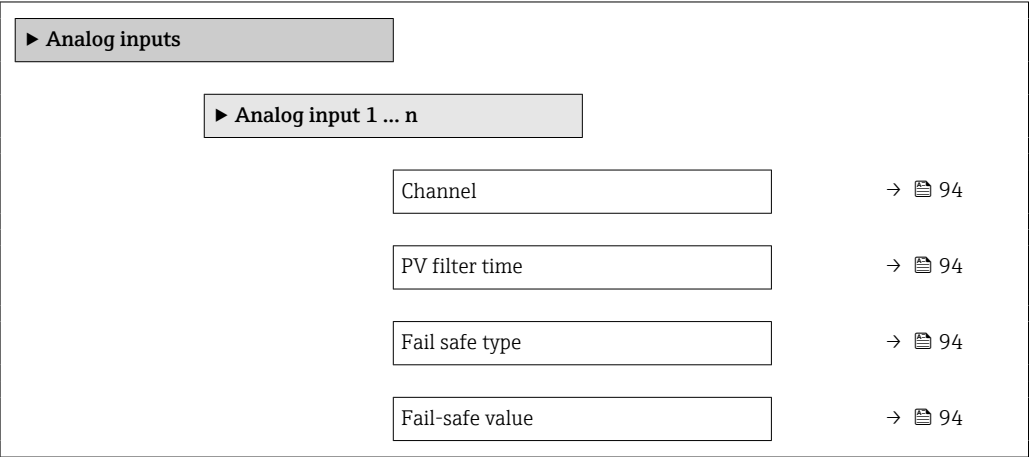 ▶ Analog inputs
▶ Analog input 1 ... n
Channel → 94
PV filter time → 94
Fail safe type → 94
Fail-safe value → 94